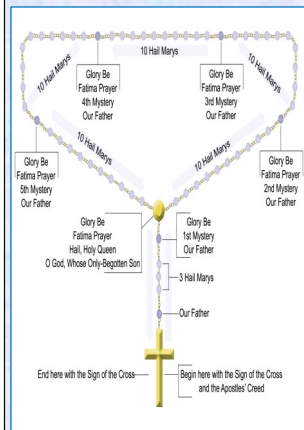 10 Hail Marys
Glory Be
Fatima Prayer
4th Mystery
Our Father
Glory Be
Fatima Prayer
3rd Mystery
Our Father
10 Hail Marys
10 Hail Marys
10 Hail Marys
10 Hail Marys
Glory Be
Fatima Prayer
5th Mystery
Our Father
Glory Be
Fatima Prayer
2nd Mystery
Our Father
Glory Be
Fatima Prayer
Hail, Holy Queen
O God, Whose Only-Begotten Son
Glory Be
1st Mystery
Our Father
3 Hail Marys
Our Father
End here with the Sign of the Cross
Begin here with the Sign of the Cross
and the Apostles' Creed